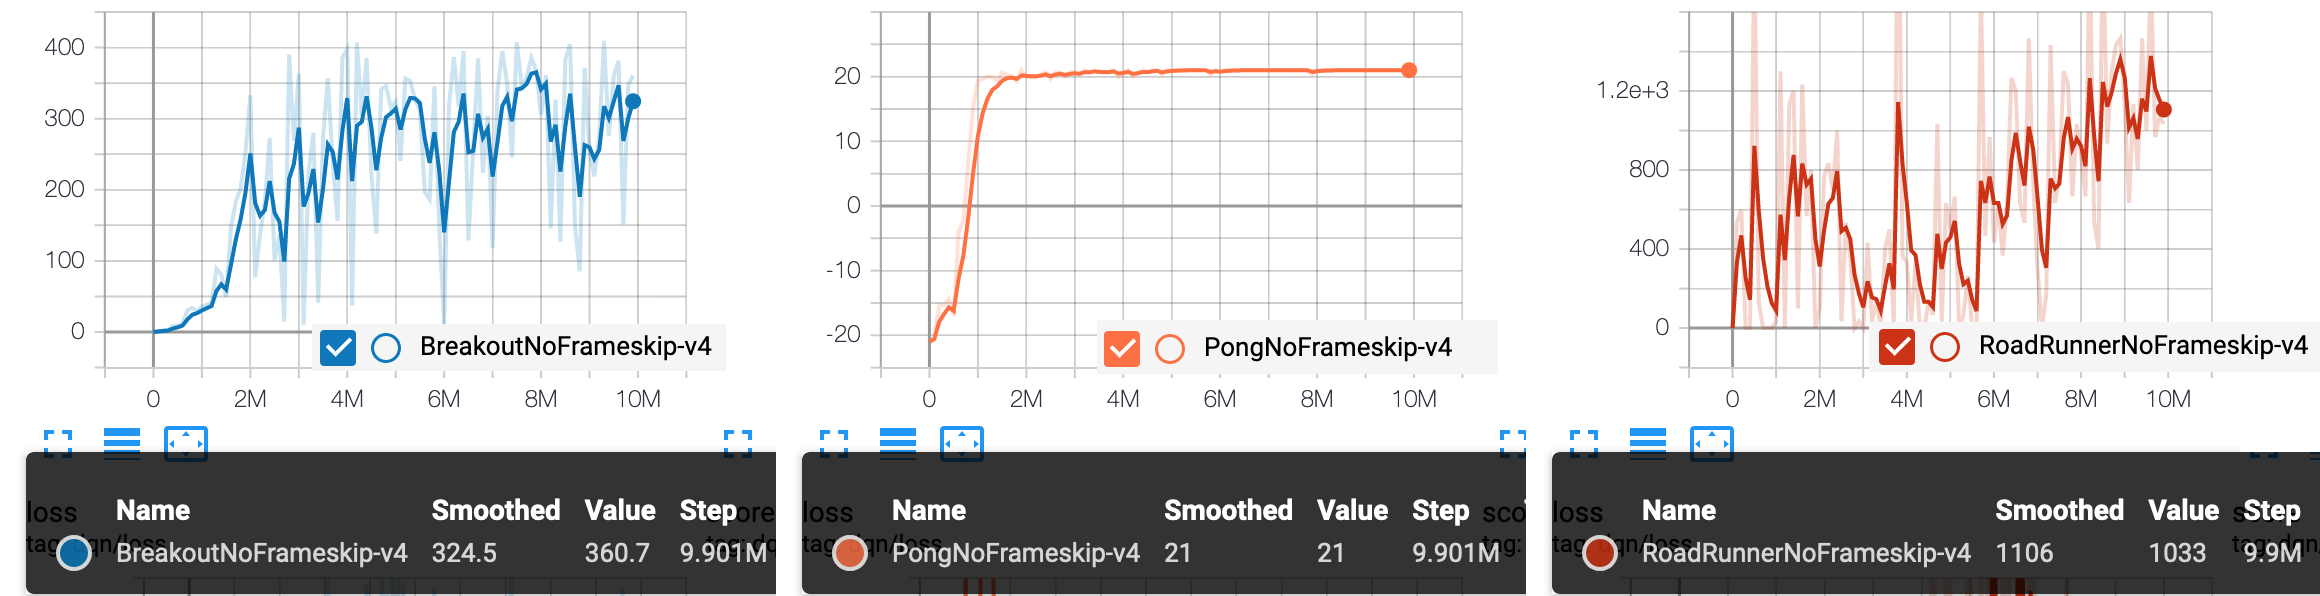 400
300
200
100
0
0 2M 4M 6M 8M 10M
BreakoutNoFrameskip-v4
20
10
0
-10
-20
0 2M 4M 6M 8M 10M
PongNoFrameskip-v4
1.2e+3
800
400
0
0 2M 4M 6M 8M 10M
RoadRunnerNoFrameskip-v4
loss
Name Smoothed Value Step
BreakoutNoFrameskip-v4 324.5 360.7 9.901M
loss
Name Smoothed Value Step
PongNoFrameskip-v4 21 21 9.901M
loss
Name Smoothed Value Step
RoadRunnerNoFrameskip-v4 1106 1033 9.9M